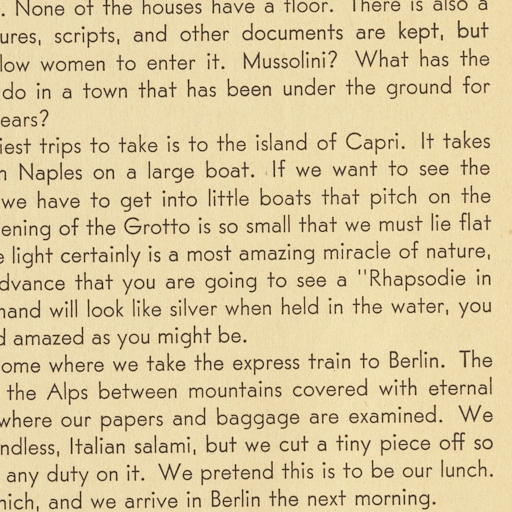 . None of the houses have a floor. There is also a
ures, scripts, and other documents are kept, but
low women to enter it. Mussolini? What has the
do in a town that has been under the ground for
ears?
iest trips to take is to the island of Capri. It takes
n Naples on a large boat. If we want to see the
we have to get into little boats that pitch on the
ening of the Grotto is so small that we must lie flat
e light certainly is a most amazing miracle of nature,
dvance that you are going to see a "Rhapsodie in
hand will look like silver when held in the water, you
d amazed as you might be.
ome where we take the express train to Berlin. The
the Alps between mountains covered with eternal
where our papers and baggage are examined. We
ndless, Italian salami, but we cut a tiny piece off so
any duty on it. We pretend this is to be our lunch.
nich, and we arrive in Berlin the next morning.